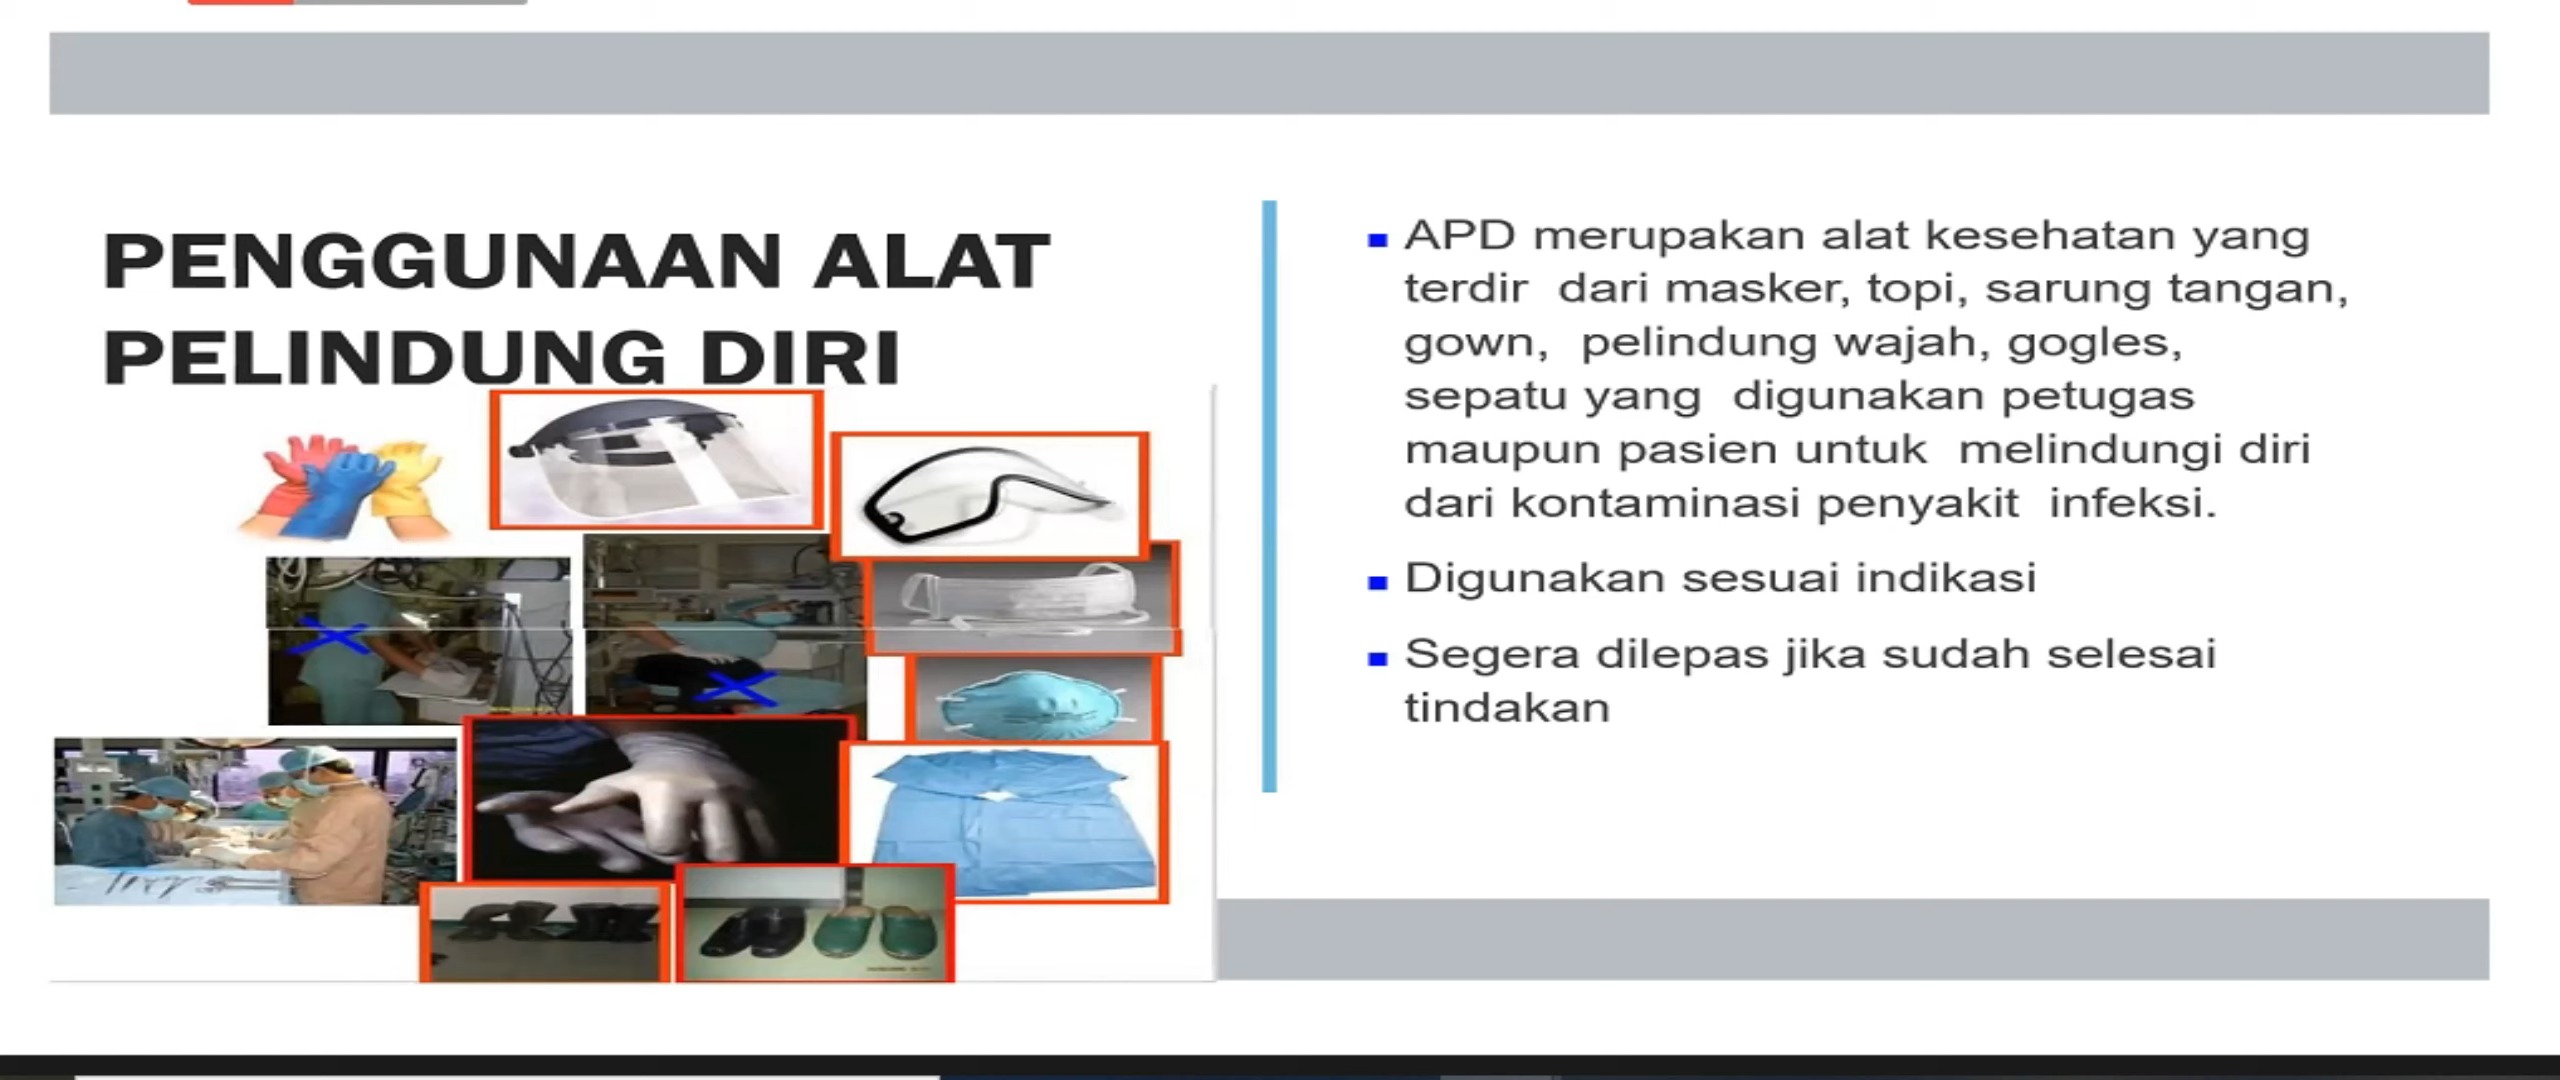 PENGGUNAAN ALAT
PELINDUNG DIRI
APD merupakan alat kesehatan yang
terdir dari masker, topi, sarung tangan,
gown, pelindung wajah, gogles,
sepatu yang digunakan petugas
maupun pasien untuk melindungi diri
dari kontaminasi penyakit infeksi.
Digunakan sesuai indikasi
Segera dilepas jika sudah selesai
tindakan